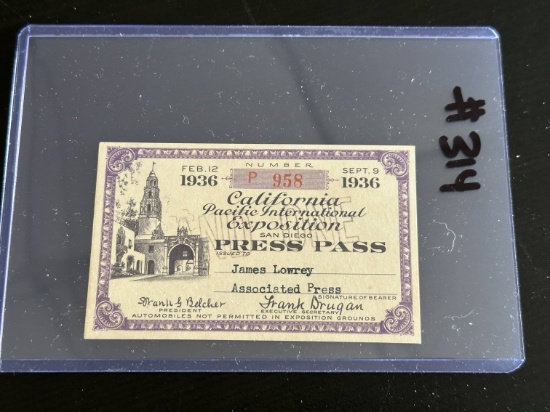 NUMBER
FEB. 12 P 958 SEPT. 9
1936 1936
California
Pacific International
Exposition
SAN DIEGO
PRESS PASS
ISSUED TO
James Lowrey
Associated Press
SIGNATURE OF BEARER
Frank G Belcher Frank Drugan
PRESIDENT EXECUTIVE SECRETARY
AUTOMOBILES NOT PERMITTED IN EXPOSITION GROUNDS
#314